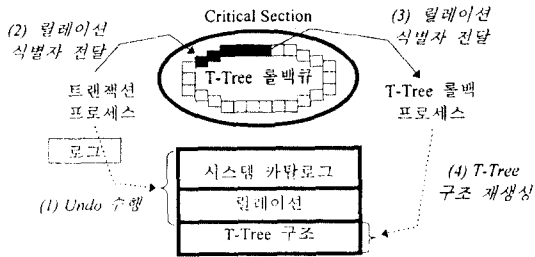 Critical Section
(2) 릴레이션
식별자 전달
(3) 릴레이션
식별자 전달
T-Tree 롤백큐
트랜잭션
프로세스
T-Tree 롤백
프로세스
로그
시스템 카탈로그
릴레이션
T-Tree 구조
(1) Undo 수행
(4) T-Tree
구조 재생성